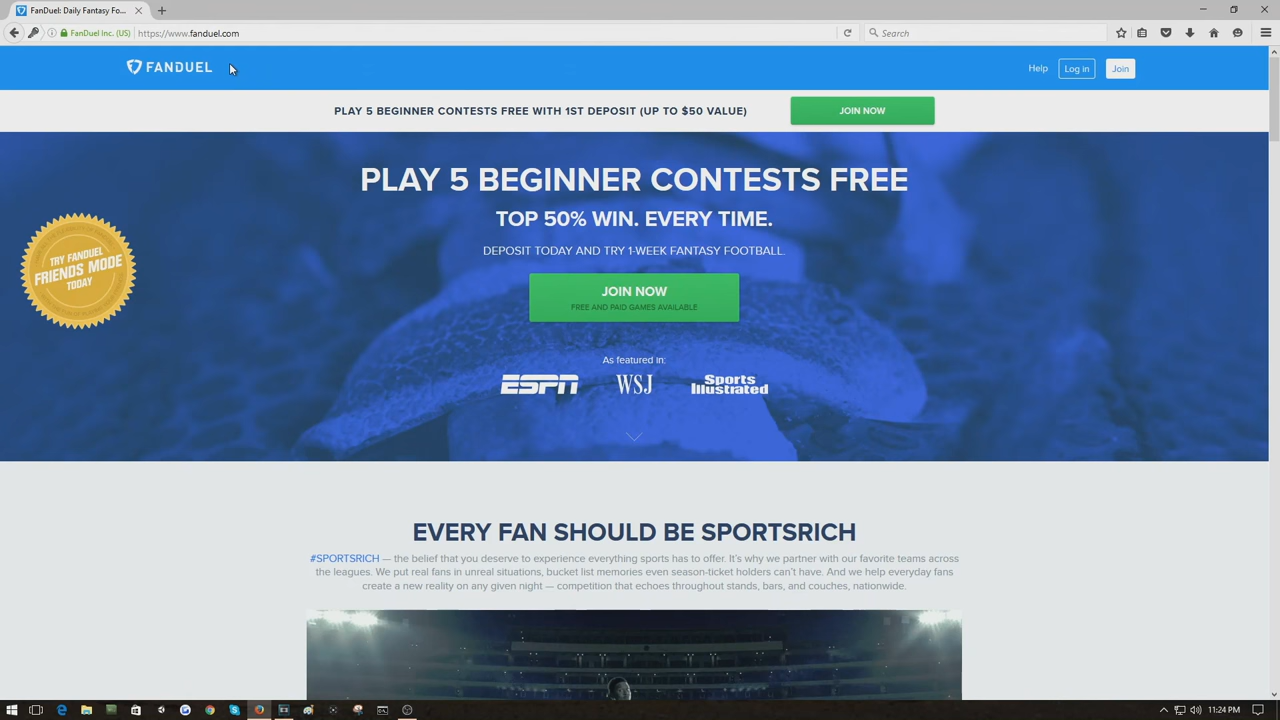 FanDuel: Daily Fantasy Fo...
FanDuel Inc. (US)
https://www.fanduel.com
Search
FANDUEL
Help
Log in
Join
PLAY 5 BEGINNER CONTESTS FREE WITH 1ST DEPOSIT (UP TO $50 VALUE)
JOIN NOW
PLAY 5 BEGINNER CONTESTS FREE
TOP 50% WIN. EVERY TIME.
DEPOSIT TODAY AND TRY 1-WEEK FANTASY FOOTBALL.
TRY FANDUEL
FRIENDS MODE
TODAY
JOIN NOW
FREE AND PAID GAMES AVAILABLE
As featured in:
ESPN
WSJ
Sports
Illustrated
EVERY FAN SHOULD BE SPORTSRICH
#SPORTSRICH — the belief that you deserve to experience everything sports has to offer. It's why we partner with our favorite teams across
the leagues. We put real fans in unreal situations, bucket list memories even season-ticket holders can't have. And we help everyday fans
create a new reality on any given night — competition that echoes throughout stands, bars, and couches, nationwide.
11:24 PM